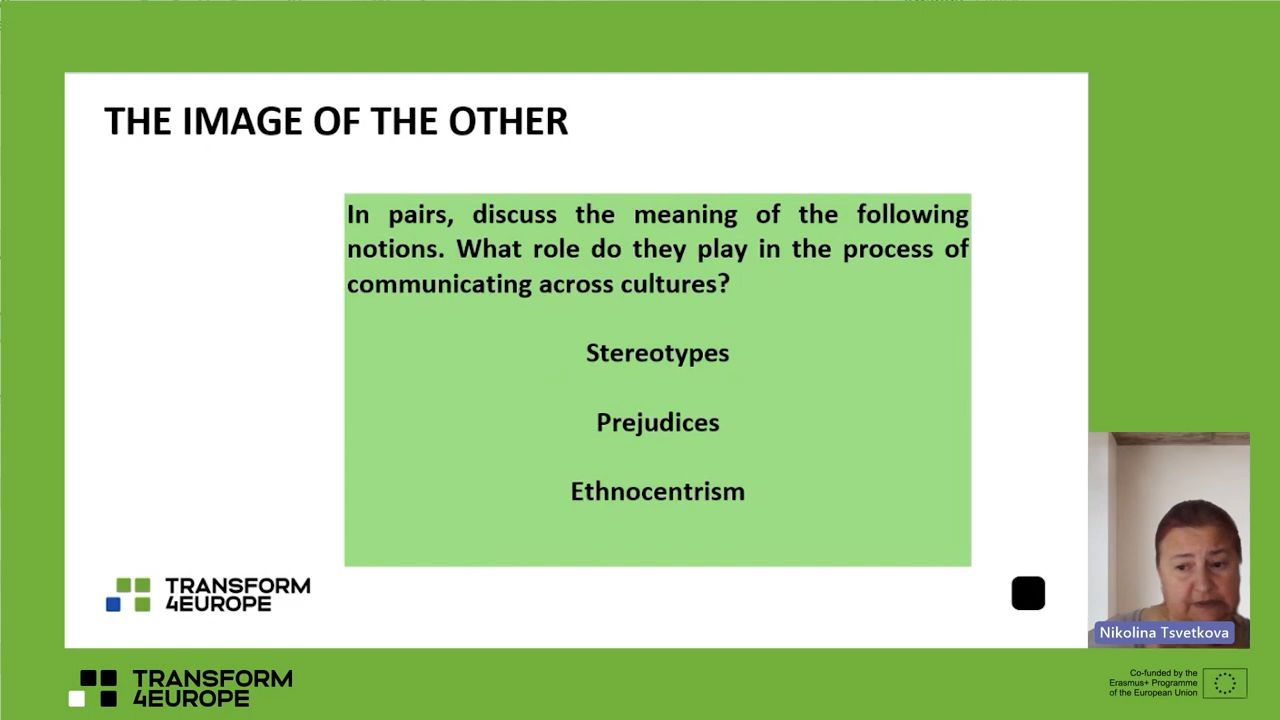 THE IMAGE OF THE OTHER
In pairs, discuss the meaning of the following
notions. What role do they play in the process of
communicating across cultures?
Stereotypes
Prejudices
Ethnocentrism
TRANSFORM
4EUROPE
Nikolina Tsvetkova
TRANSFORM
4EUROPE
Co-funded by the
Erasmus+ Programme
of the European Union